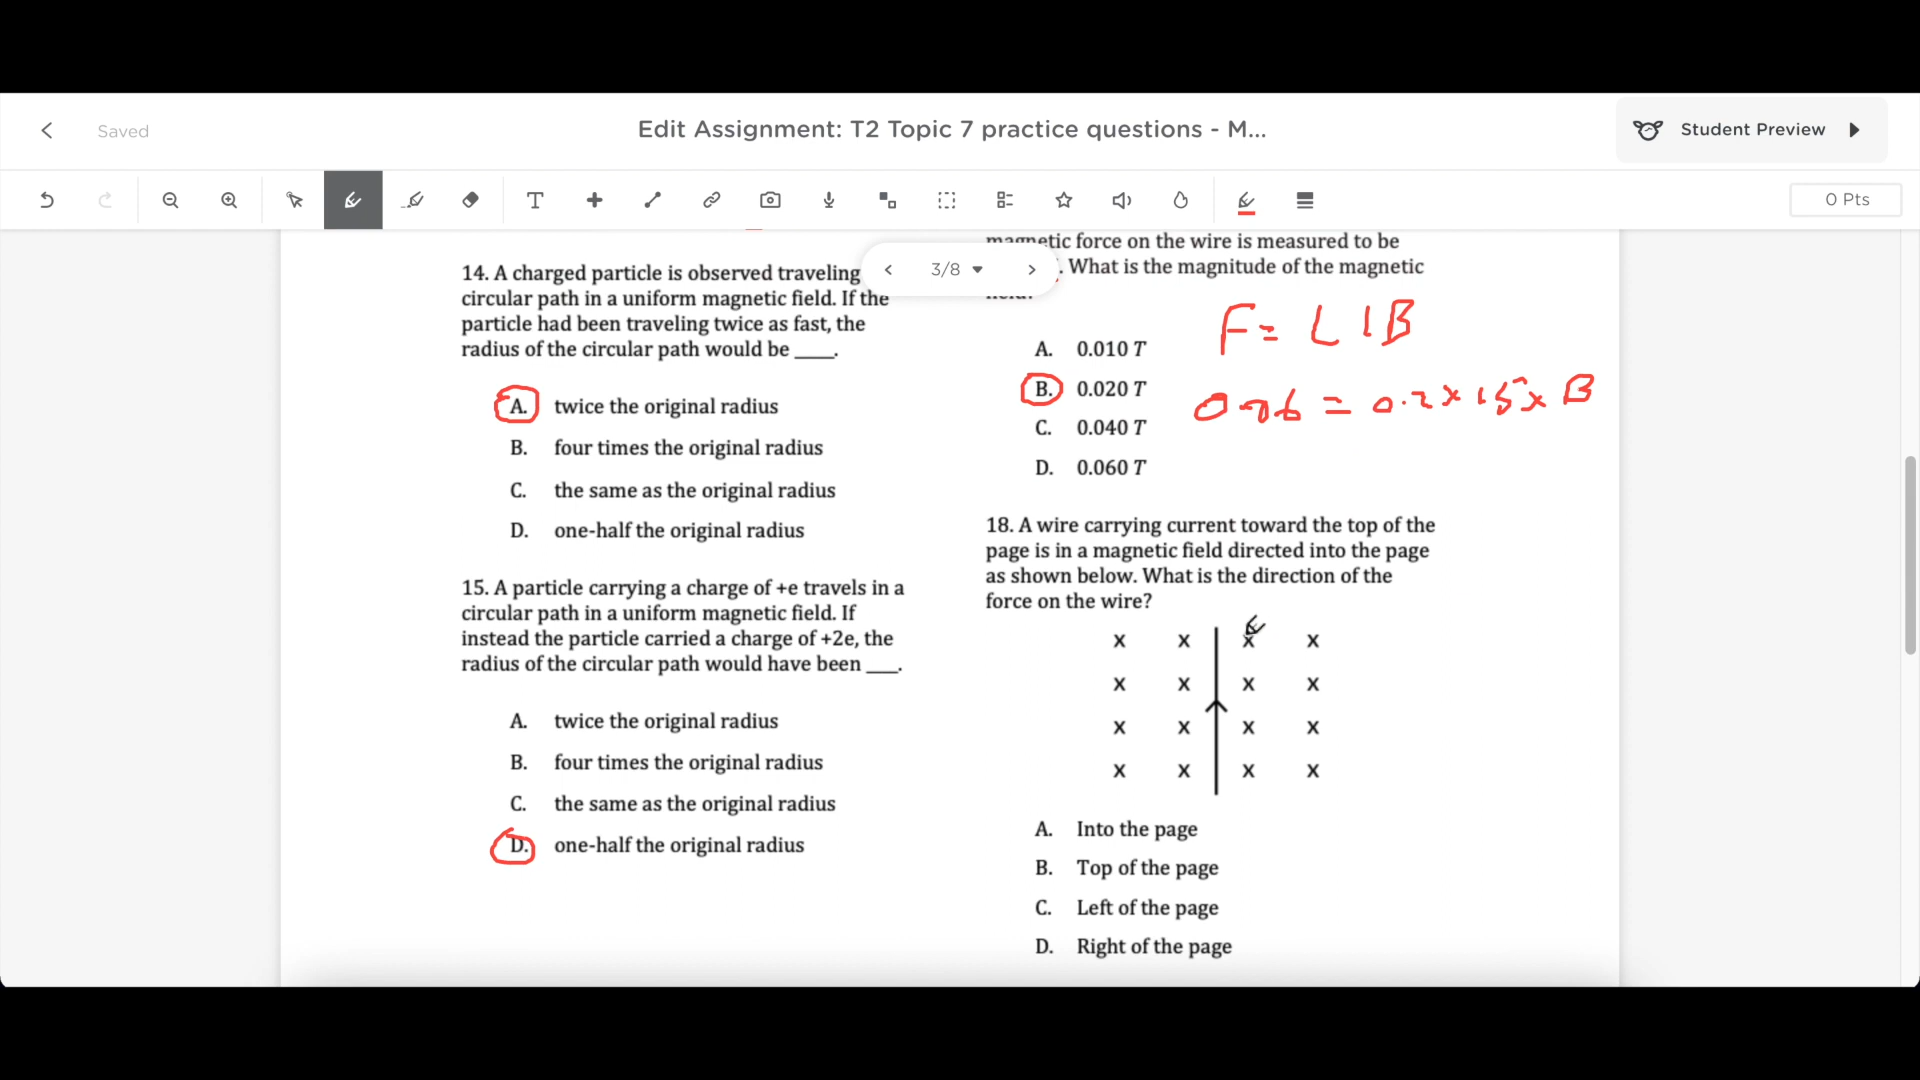 Saved
Edit Assignment: T2 Topic 7 practice questions - M...
Student Preview
0 Pts
3/8
14. A charged particle is observed traveling
circular path in a uniform magnetic field. If the
particle had been traveling twice as fast, the
radius of the circular path would be ____.
A. twice the original radius
B. four times the original radius
C. the same as the original radius
D. one-half the original radius
15. A particle carrying a charge of +e travels in a
circular path in a uniform magnetic field. If
instead the particle carried a charge of +2e, the
radius of the circular path would have been ___.
A. twice the original radius
B. four times the original radius
C. the same as the original radius
D. one-half the original radius
magnetic force on the wire is measured to be
. What is the magnitude of the magnetic
F = L I B
A. 0.010 T
B. 0.020 T
= 0.2 x 15 x B
C. 0.040 T
D. 0.060 T
18. A wire carrying current toward the top of the
page is in a magnetic field directed into the page
as shown below. What is the direction of the
force on the wire?
x x x x
x x x x
x x x x
x x x x
A. Into the page
B. Top of the page
C. Left of the page
D. Right of the page